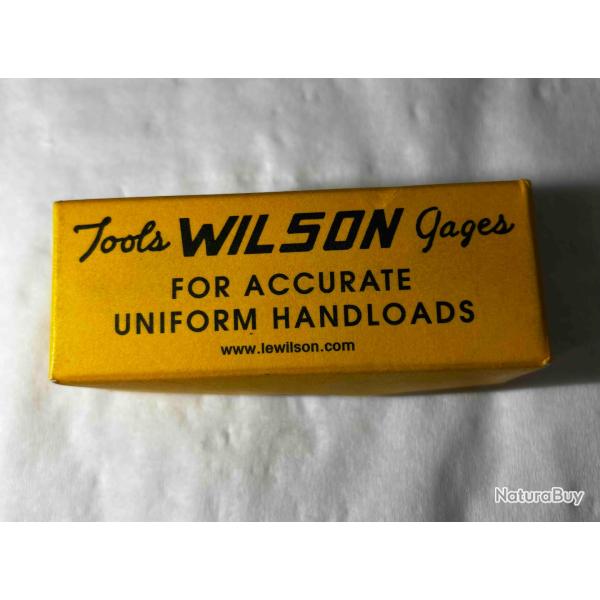 Tools WILSON Gages
FOR ACCURATE
UNIFORM HANDLOADS
www.lewilson.com
NaturaBuy